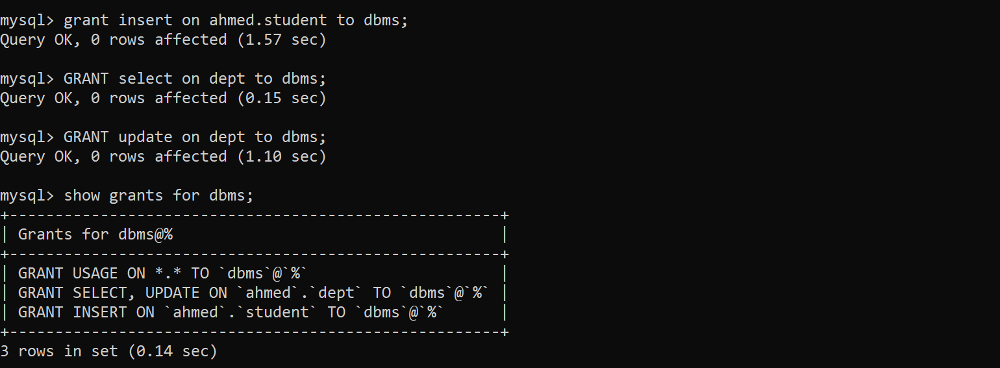 mysql> grant insert on ahmed.student to dbms;
Query OK, 0 rows affected (1.57 sec)
mysql> GRANT select on dept to dbms;
Query OK, 0 rows affected (0.15 sec)
mysql> GRANT update on dept to dbms;
Query OK, 0 rows affected (1.10 sec)
mysql> show grants for dbms;
+------------------------------------------------------+
| Grants for dbms@%                                    |
+------------------------------------------------------+
| GRANT USAGE ON *.* TO `dbms`@`%`                     |
| GRANT SELECT, UPDATE ON `ahmed`.`dept` TO `dbms`@`%` |
| GRANT INSERT ON `ahmed`.`student` TO `dbms`@`%`      |
+------------------------------------------------------+
3 rows in set (0.14 sec)